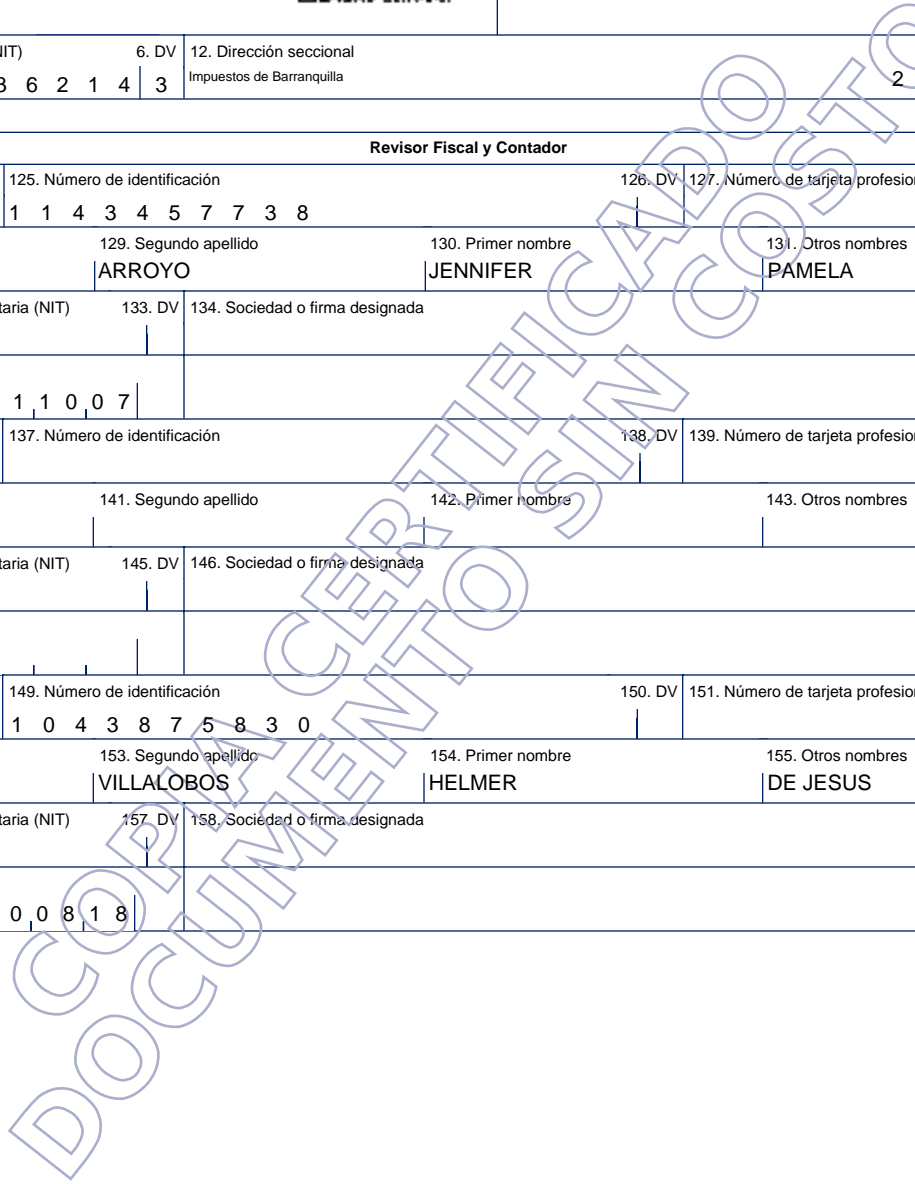 NIT) 6. DV 12. Dirección seccional
3 6 2 1 4 3 Impuestos de Barranquilla 2
Revisor Fiscal y Contador
125. Número de identificación 126. DV 127. Número de tarjeta profesion
1 1 4 3 4 5 7 7 3 8
129. Segundo apellido 130. Primer nombre 131. Otros nombres
ARROYO JENNIFER PAMELA
taria (NIT) 133. DV 134. Sociedad o firma designada
1 1 0 0 7
137. Número de identificación 138. DV 139. Número de tarjeta profesion
141. Segundo apellido 142. Primer nombre 143. Otros nombres
taria (NIT) 145. DV 146. Sociedad o firma designada
149. Número de identificación 150. DV 151. Número de tarjeta profesion
1 0 4 3 8 7 5 8 3 0
153. Segundo apellido 154. Primer nombre 155. Otros nombres
VILLALOBOS HELMER DE JESUS
taria (NIT) 157. DV 158. Sociedad o firma designada
0 0 8 1 8
COPIA CERTIFICADO
DOCUMENTO SIN COSTO